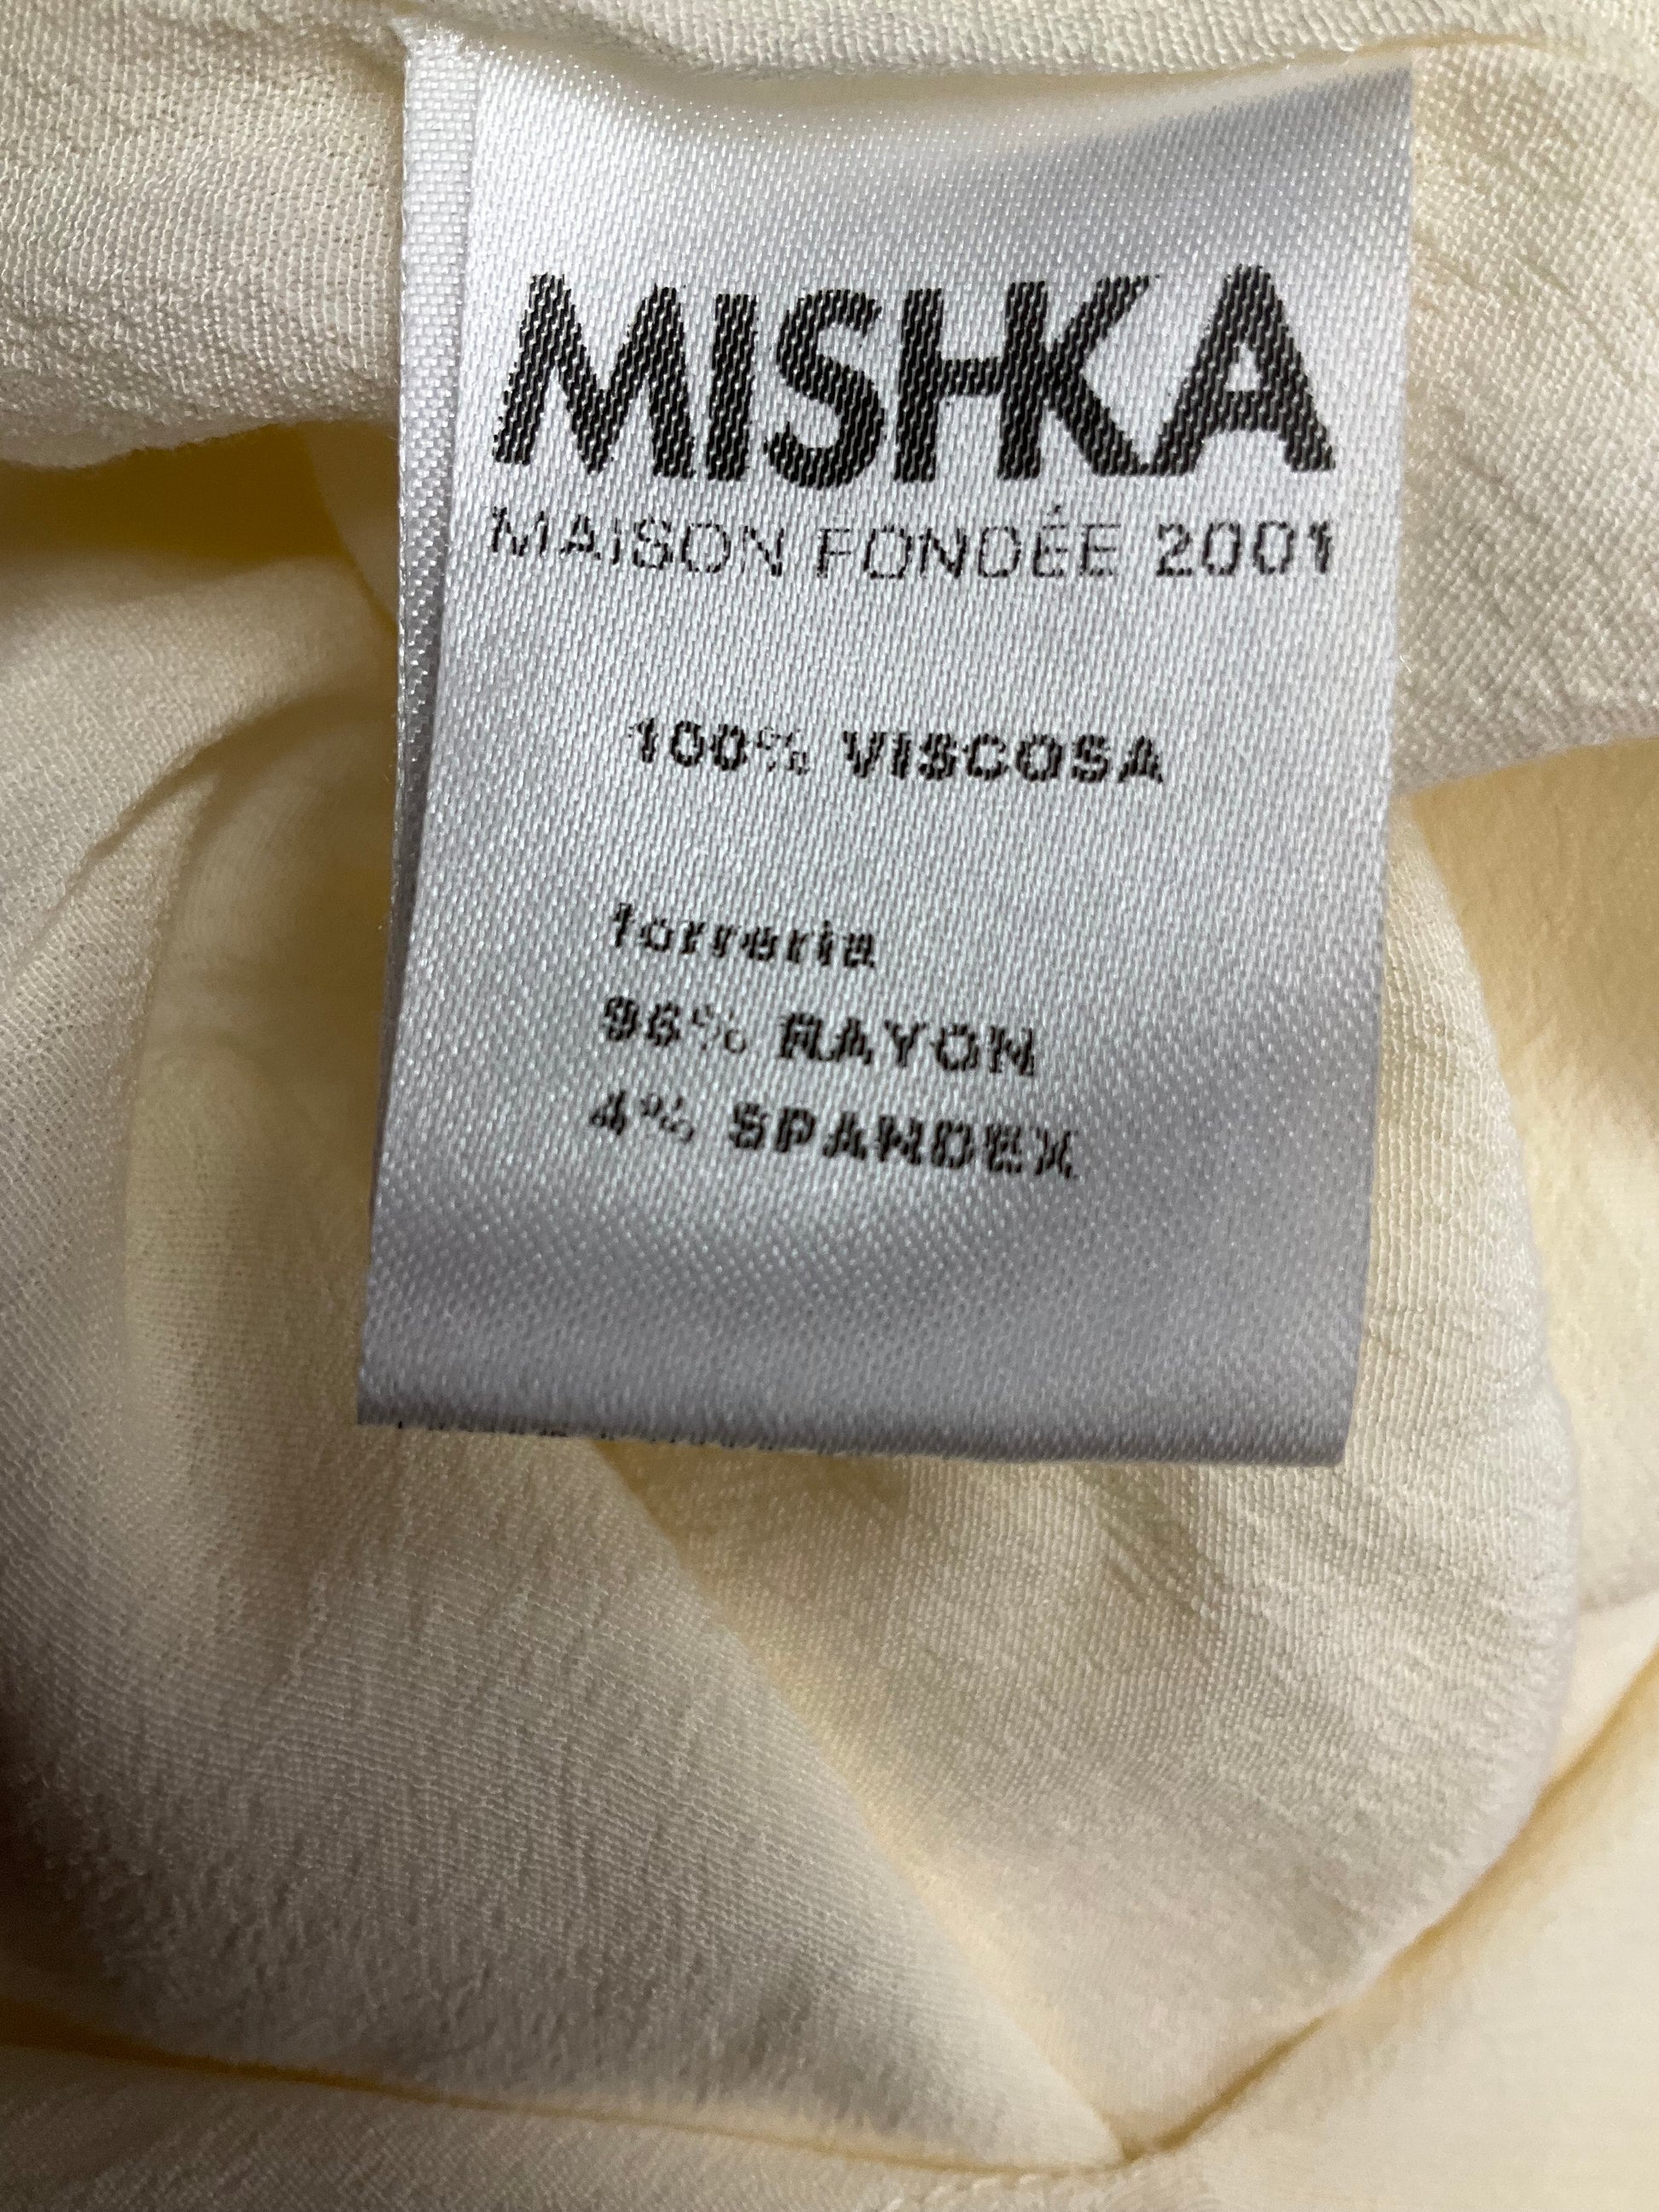 MISHKA
MAISON FONDÉE 2001
100% VISCOSA
forreria
96% RAYON
4% SPANDEX